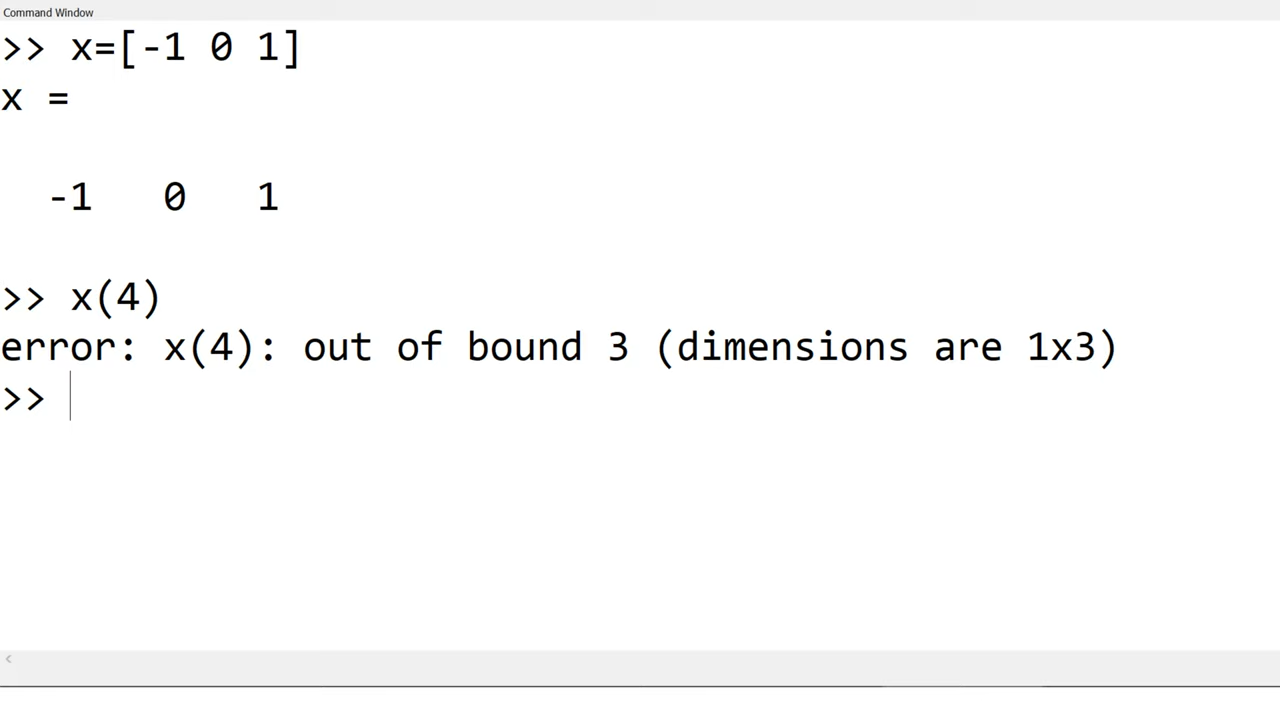 Command Window
>> x=[-1 0 1]
x =
-1 0 1
>> x(4)
error: x(4): out of bound 3 (dimensions are 1x3)
>>